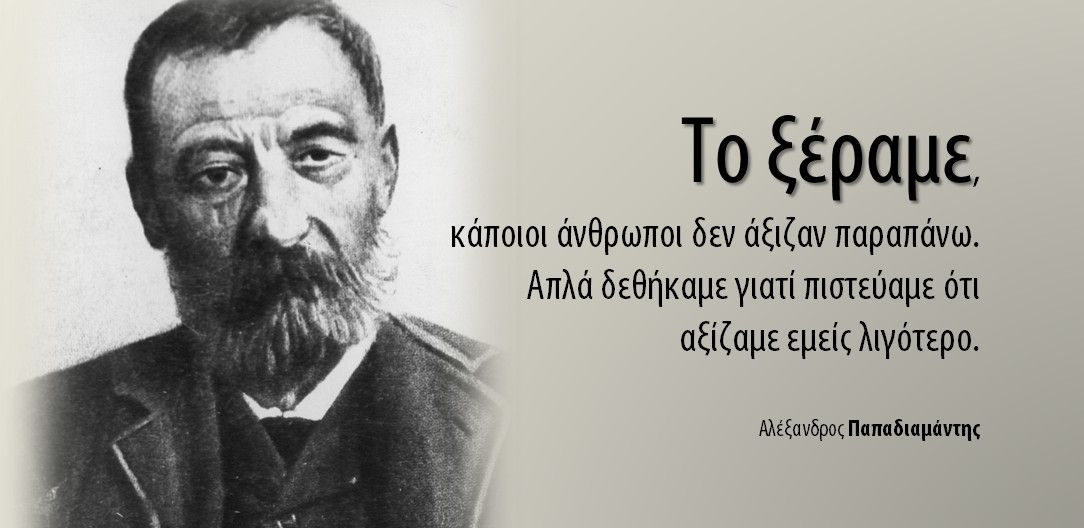 Το ξέραμε,
κάποιοι άνθρωποι δεν άξιζαν παραπάνω.
Απλά δεθήκαμε γιατί πιστεύαμε ότι
αξίζαμε εμείς λιγότερο.
Αλέξανδρος Παπαδιαμάντης